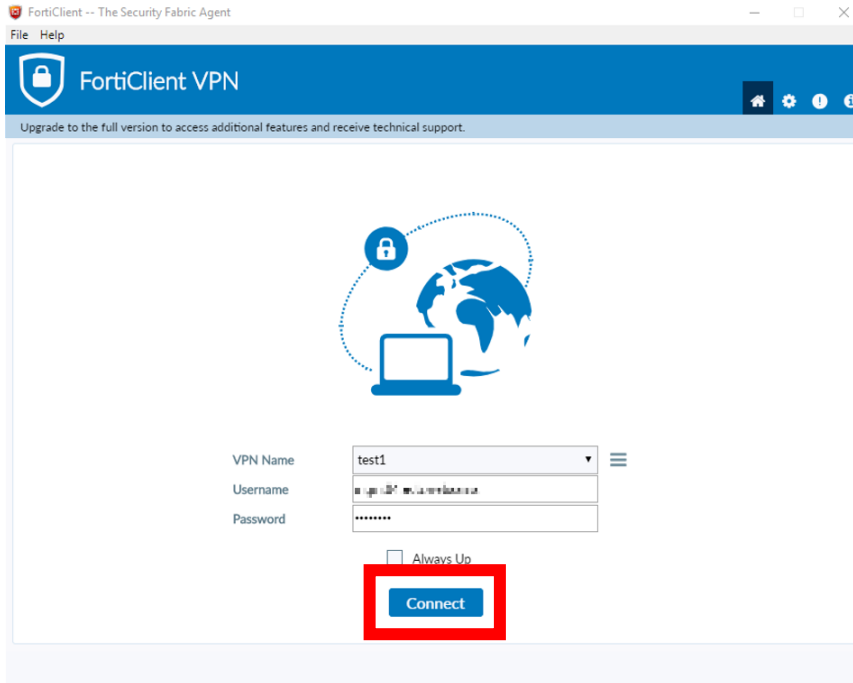 FortiClient -- The Security Fabric Agent
File Help
FortiClient VPN
Upgrade to the full version to access additional features and receive technical support.
VPN Name test1
Username
Password ••••••••
Always Up
Connect